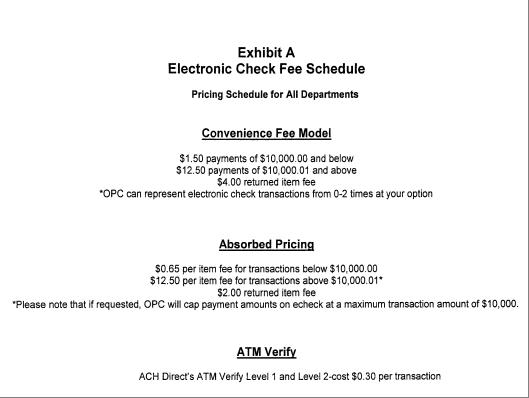 Exhibit A
Electronic Check Fee Schedule
Pricing Schedule for All Departments
Convenience Fee Model
$1.50 payments of $10,000.00 and below
$12.50 payments of $10,000.01 and above
$4.00 returned item fee
*OPC can represent electronic check transactions from 0-2 times at your option
Absorbed Pricing
$0.65 per item fee for transactions below $10,000.00
$12.50 per item fee for transactions above $10,000.01*
$2.00 returned item fee
*Please note that if requested, OPC will cap payment amounts on echeck at a maximum transaction amount of $10,000.
ATM Verify
ACH Direct's ATM Verify Level 1 and Level 2-cost $0.30 per transaction